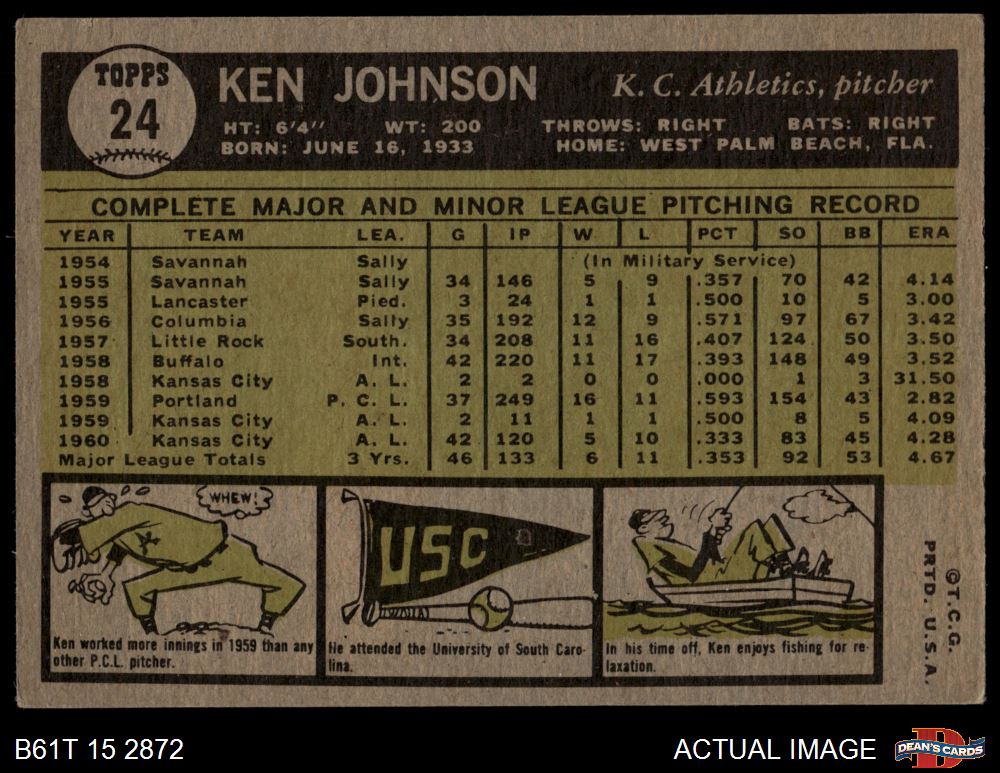 TOPPS
24
KEN JOHNSON
K. C. Athletics, pitcher
HT: 6'4" WT: 200 THROWS: RIGHT BATS: RIGHT
BORN: JUNE 16, 1933 HOME: WEST PALM BEACH, FLA.
COMPLETE MAJOR AND MINOR LEAGUE PITCHING RECORD
YEAR TEAM LEA. G IP W L PCT SO BB ERA
1954 Savannah Sally (In Military Service)
1955 Savannah Sally 34 146 5 9 .357 70 42 4.14
1955 Lancaster Pied. 3 24 1 1 .500 10 5 3.00
1956 Columbia Sally 35 192 12 9 .571 97 67 3.42
1957 Little Rock South. 34 208 11 16 .407 124 50 3.50
1958 Buffalo Int. 42 220 11 17 .393 148 49 3.52
1958 Kansas City A. L. 2 2 0 0 .000 1 3 31.50
1959 Portland P. C. L. 37 249 16 11 .593 154 43 2.82
1959 Kansas City A. L. 2 11 1 1 .500 8 5 4.09
1960 Kansas City A. L. 42 120 5 10 .333 83 45 4.28
Major League Totals 3 Yrs. 46 133 6 11 .353 92 53 4.67
WHEW!
K
Ken worked more innings in 1959 than any
other P.C.L. pitcher.
USC
He attended the University of South Caro-
lina.
In his time off, Ken enjoys fishing for re-
laxation.
© T.C.G.
PRTD. U.S.A.
B61T 15 2872
ACTUAL IMAGE
D
DEAN'S CARDS